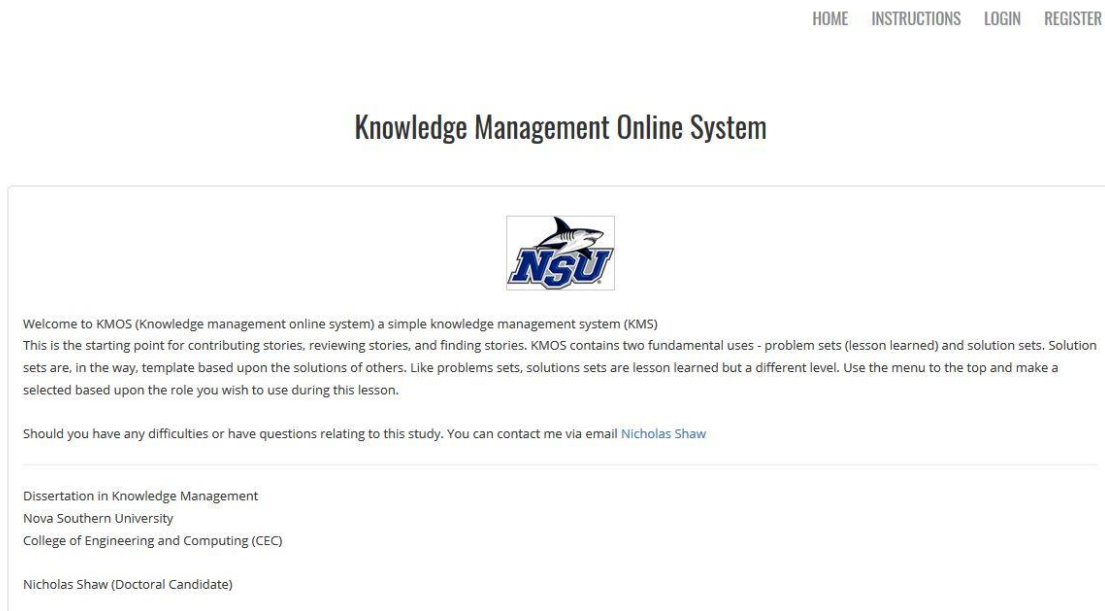 HOME INSTRUCTIONS LOGIN REGISTER
Knowledge Management Online System
NSU
Welcome to KMOS (Knowledge management online system) a simple knowledge management system (KMS)
This is the starting point for contributing stories, reviewing stories, and finding stories. KMOS contains two fundamental uses - problem sets (lesson learned) and solution sets. Solution
sets are, in the way, template based upon the solutions of others. Like problems sets, solutions sets are lesson learned but a different level. Use the menu to the top and make a
selected based upon the role you wish to use during this lesson.
Should you have any difficulties or have questions relating to this study. You can contact me via email Nicholas Shaw
Dissertation in Knowledge Management
Nova Southern University
College of Engineering and Computing (CEC)
Nicholas Shaw (Doctoral Candidate)